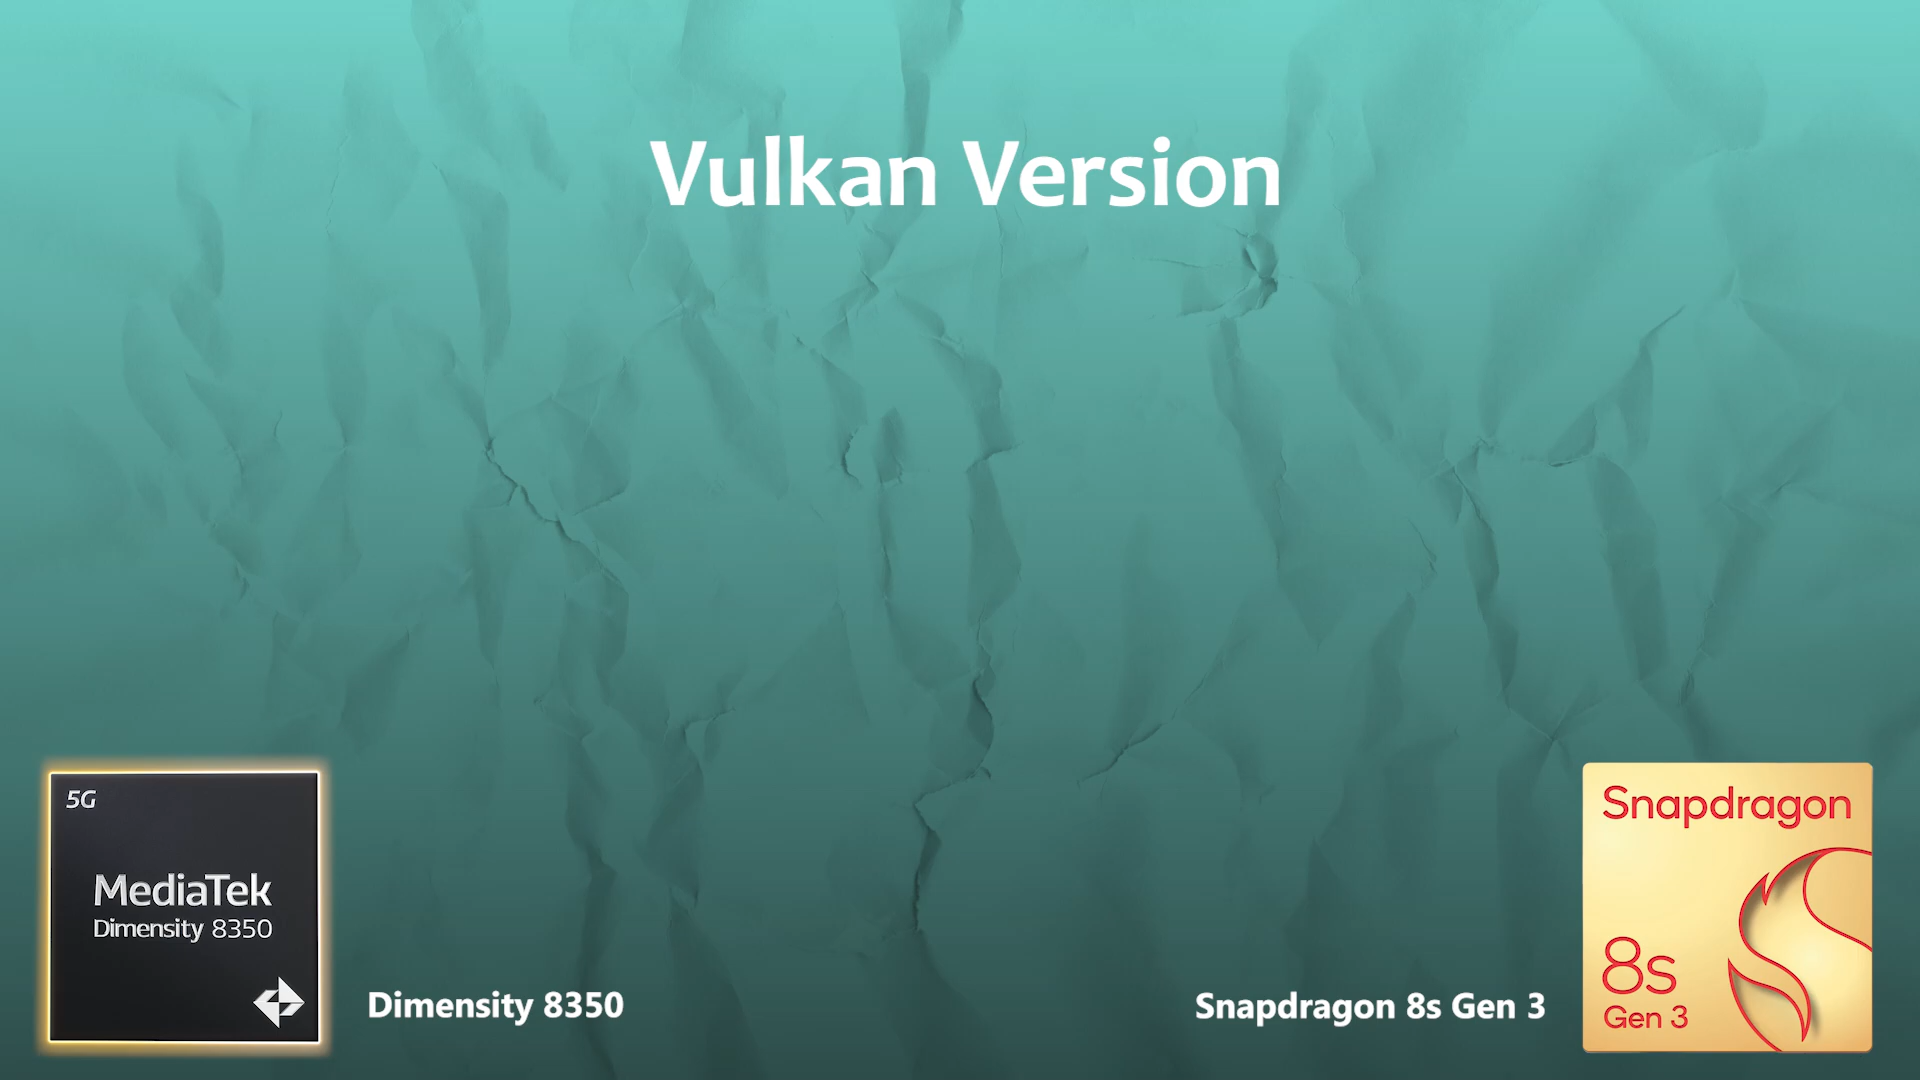 Vulkan Version
5G
MediaTek
Dimensity 8350
Dimensity 8350
Snapdragon 8s Gen 3
Snapdragon
8s
Gen 3